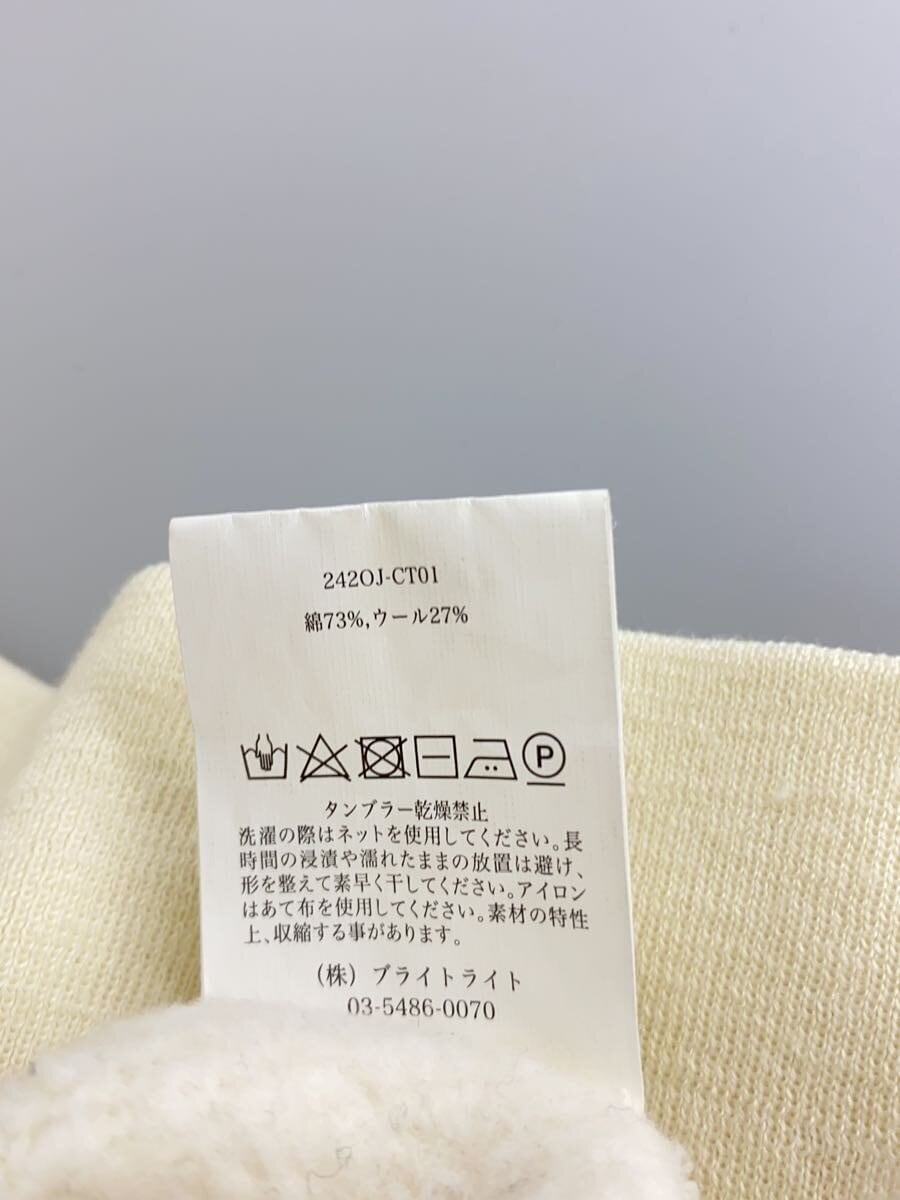 242OJ-CT01
綿73%,ウール27%
P
タンブラー乾燥禁止
洗濯の際はネットを使用してください。長
時間の浸漬や濡れたままの放置は避け、
形を整えて素早く干してください。アイロン
はあて布を使用してください。素材の特性
上、収縮する事があります。
(株)ブライトライト
03-5486-0070